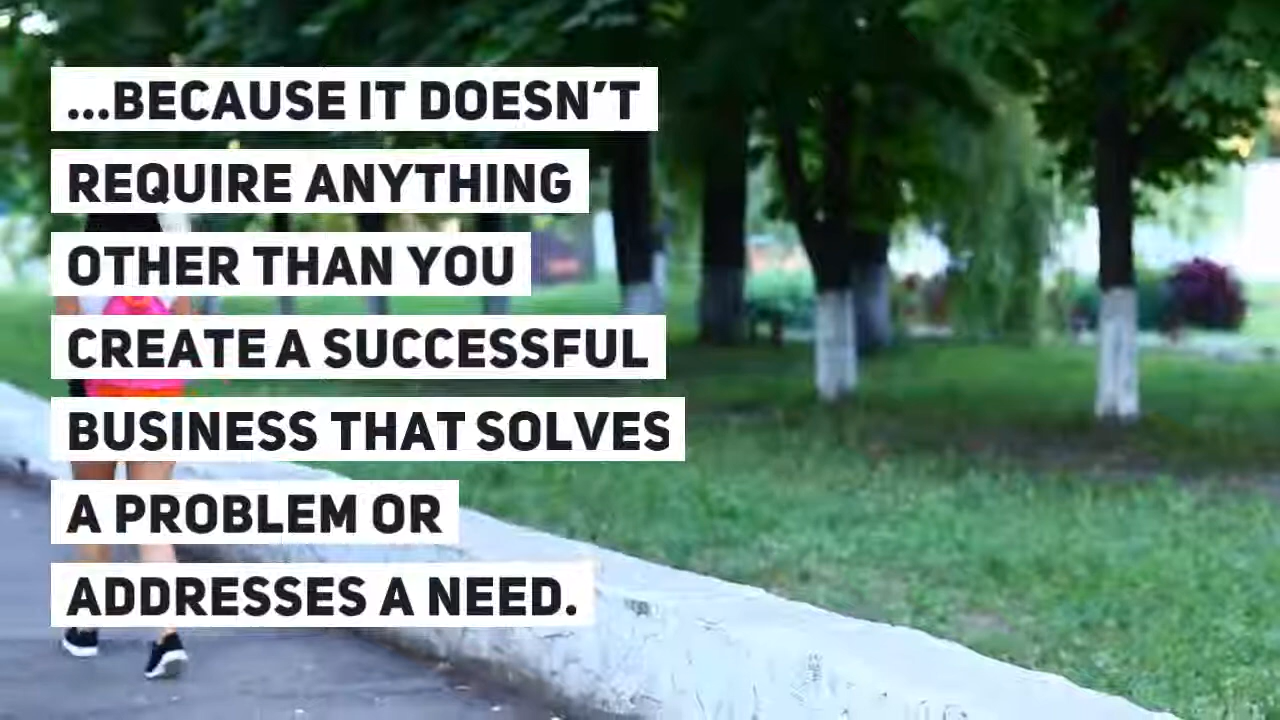 ...BECAUSE IT DOESN'T
REQUIRE ANYTHING
OTHER THAN YOU
CREATE A SUCCESSFUL
BUSINESS THAT SOLVES
A PROBLEM OR
ADDRESSES A NEED.